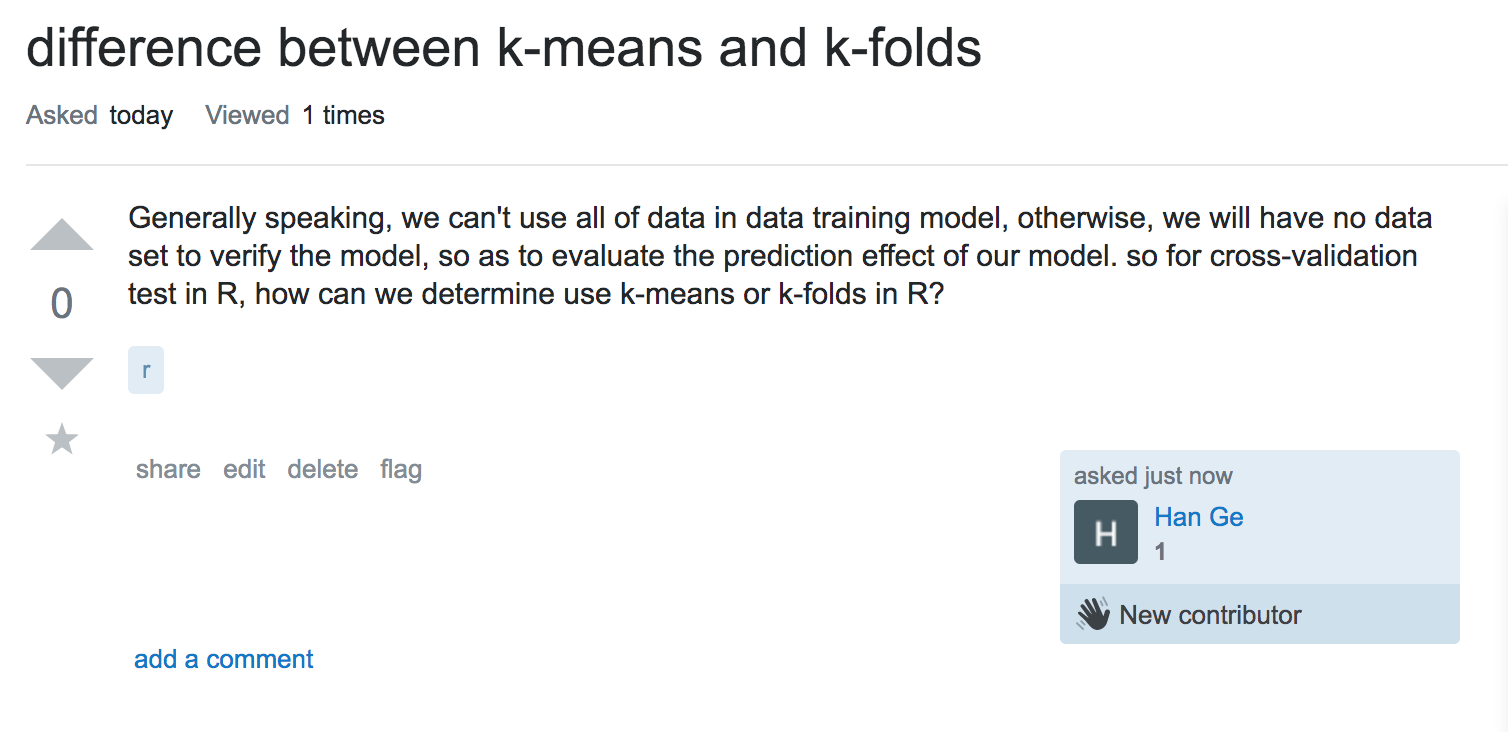 difference between k-means and k-folds
Asked today Viewed 1 times
Generally speaking, we can't use all of data in data training model, otherwise, we will have no data
set to verify the model, so as to evaluate the prediction effect of our model. so for cross-validation
test in R, how can we determine use k-means or k-folds in R?
0
r
share edit delete flag
asked just now
H
Han Ge
1
New contributor
add a comment